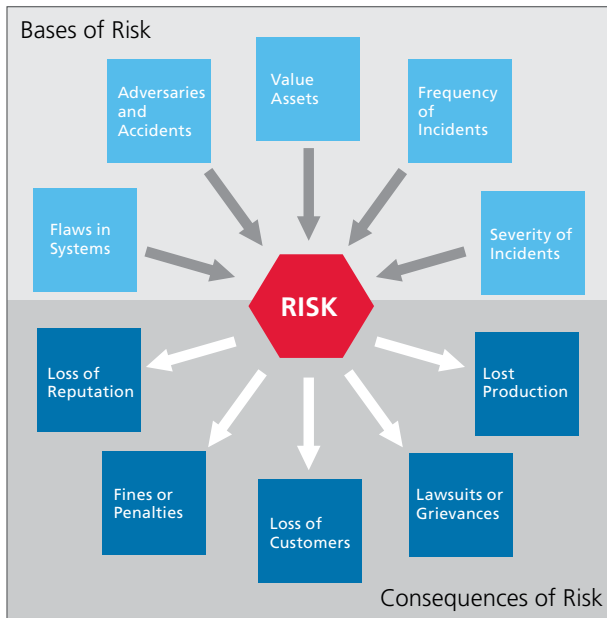 Bases of Risk
Value
Assets
Adversaries
and
Accidents
Frequency
of
Incidents
Flaws in
Systems
Severity of
Incidents
RISK
Loss of
Reputation
Lost
Production
Fines or
Penalties
Loss of
Customers
Lawsuits or
Grievances
Consequences of Risk